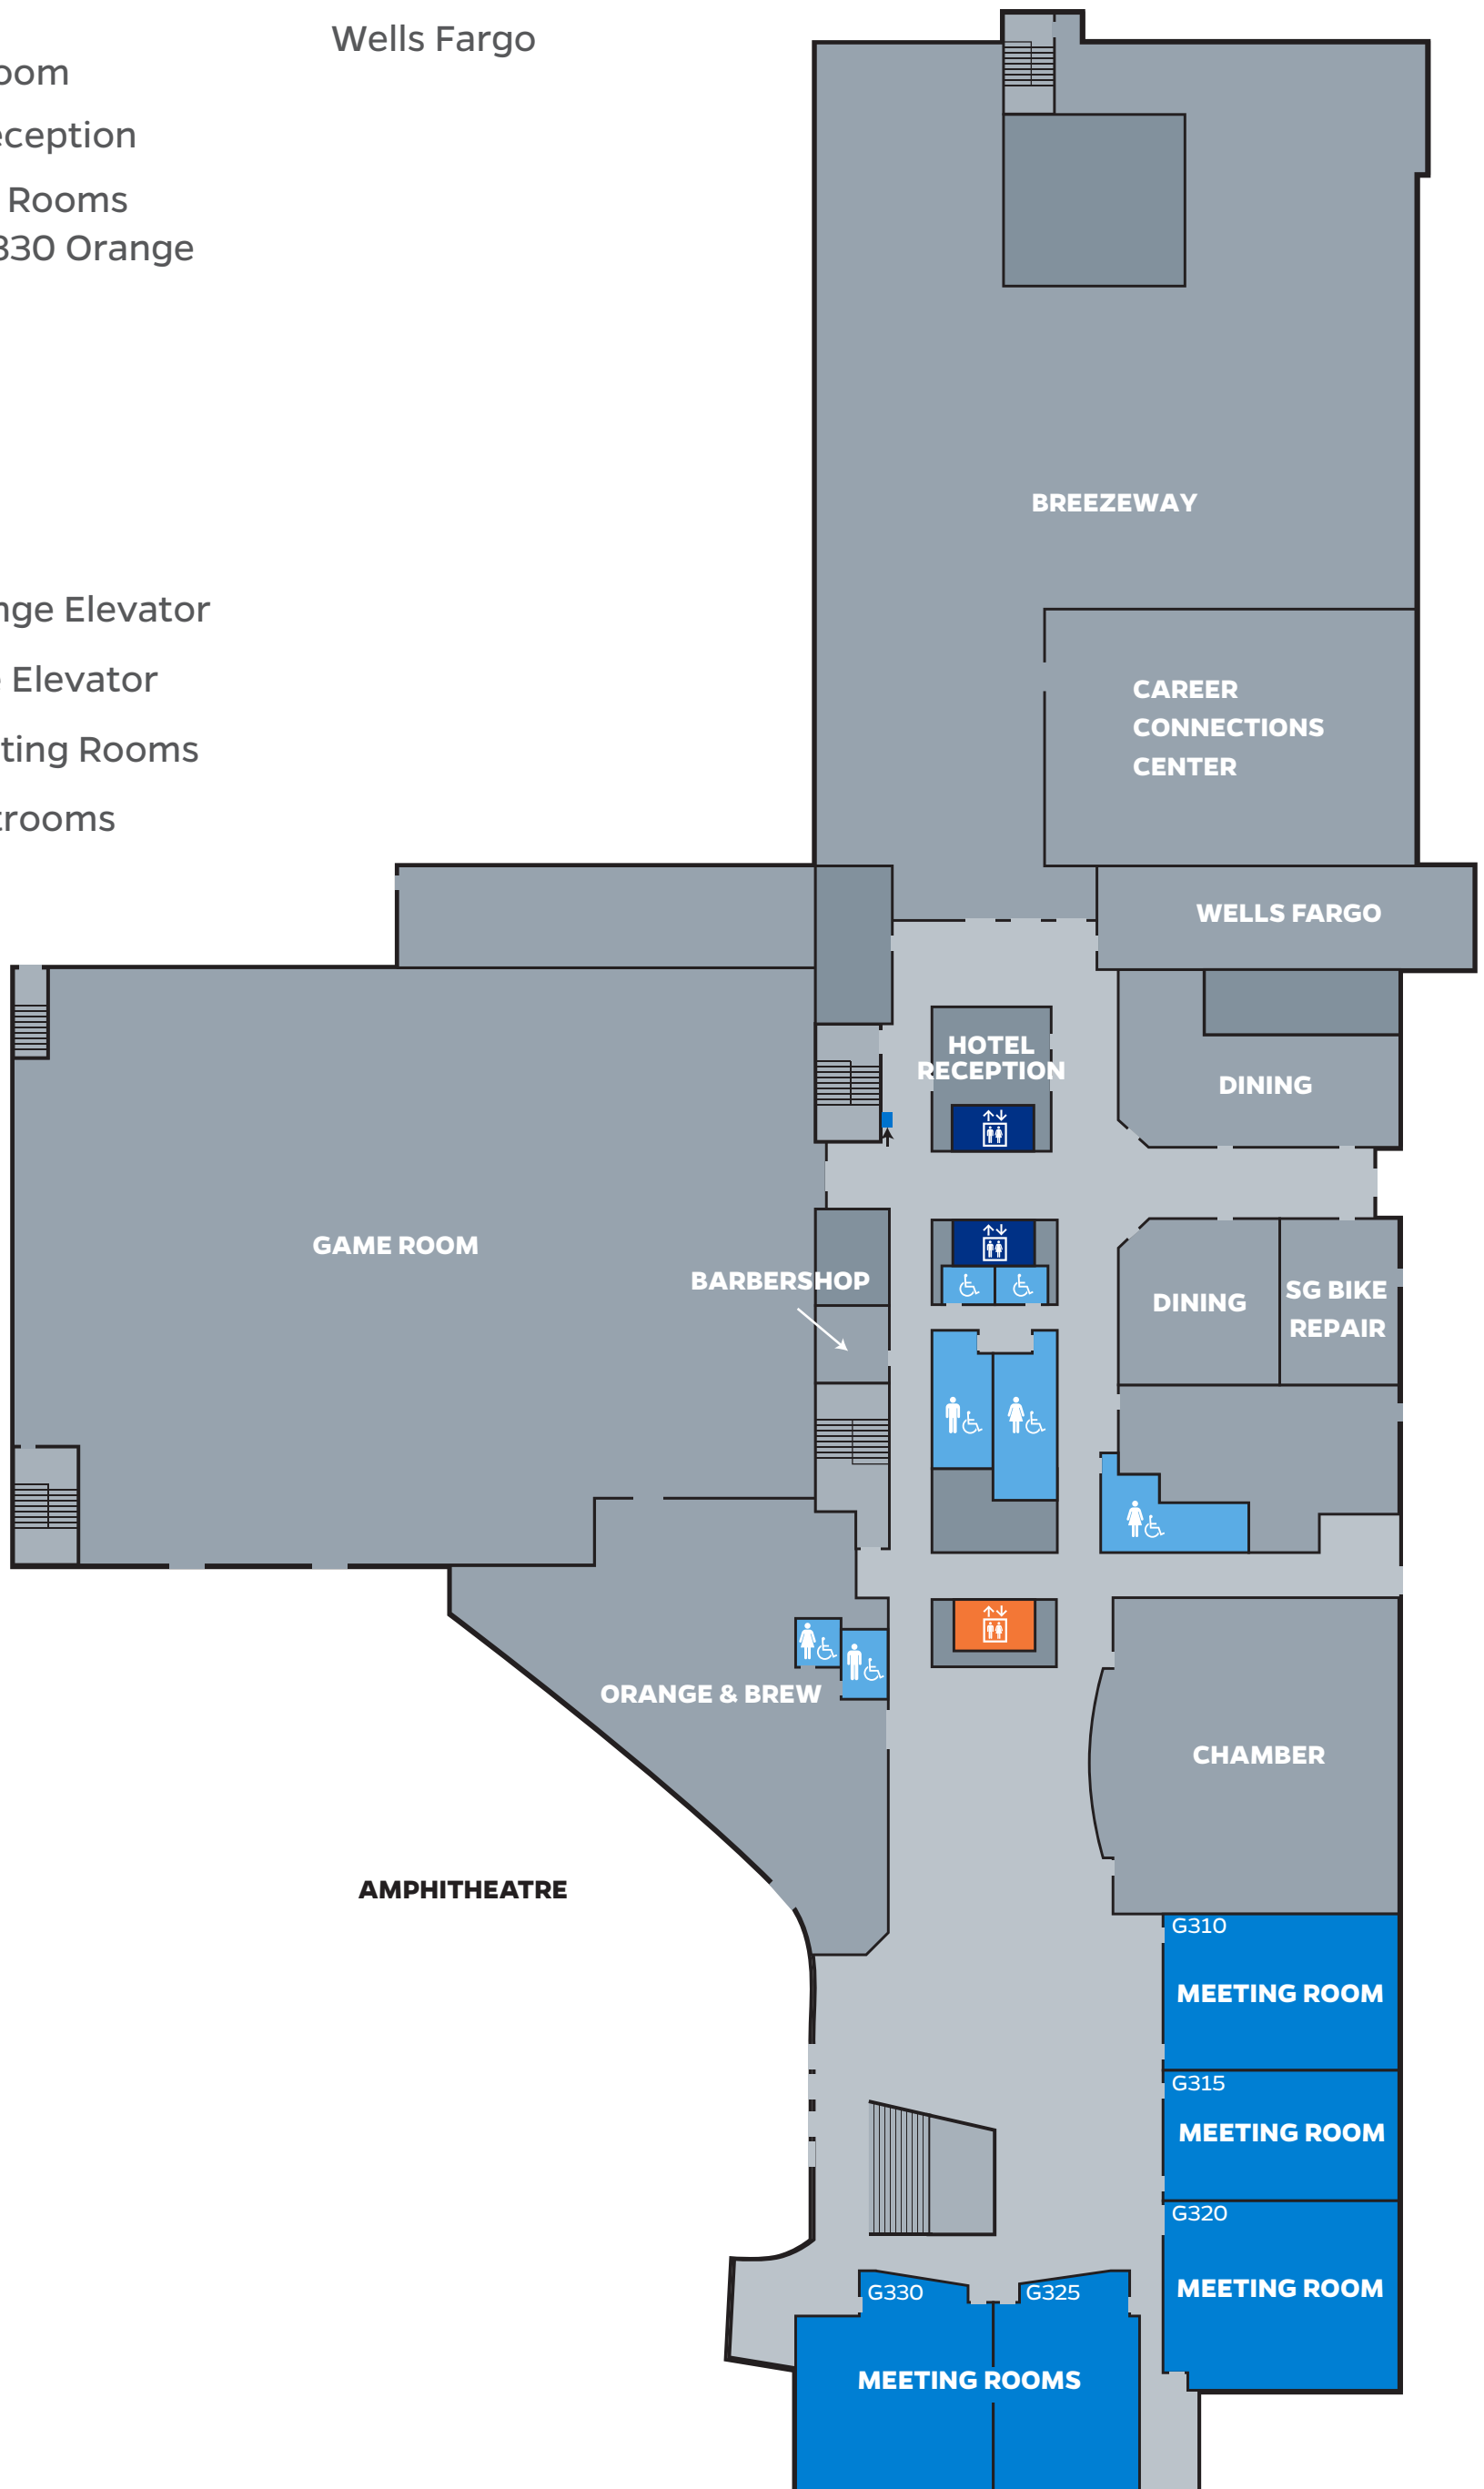 Wells Fargo
oom
eception
Rooms
330 Orange
nge Elevator
Elevator
ting Rooms
trooms
BREEZEWAY
CAREER
CONNECTIONS
CENTER
WELLS FARGO
HOTEL
RECEPTION
DINING
GAME ROOM
BARBERSHOP
DINING
SG BIKE
REPAIR
ORANGE & BREW
CHAMBER
AMPHITHEATRE
G310
MEETING ROOM
G315
MEETING ROOM
G320
MEETING ROOM
G330
G325
MEETING ROOMS